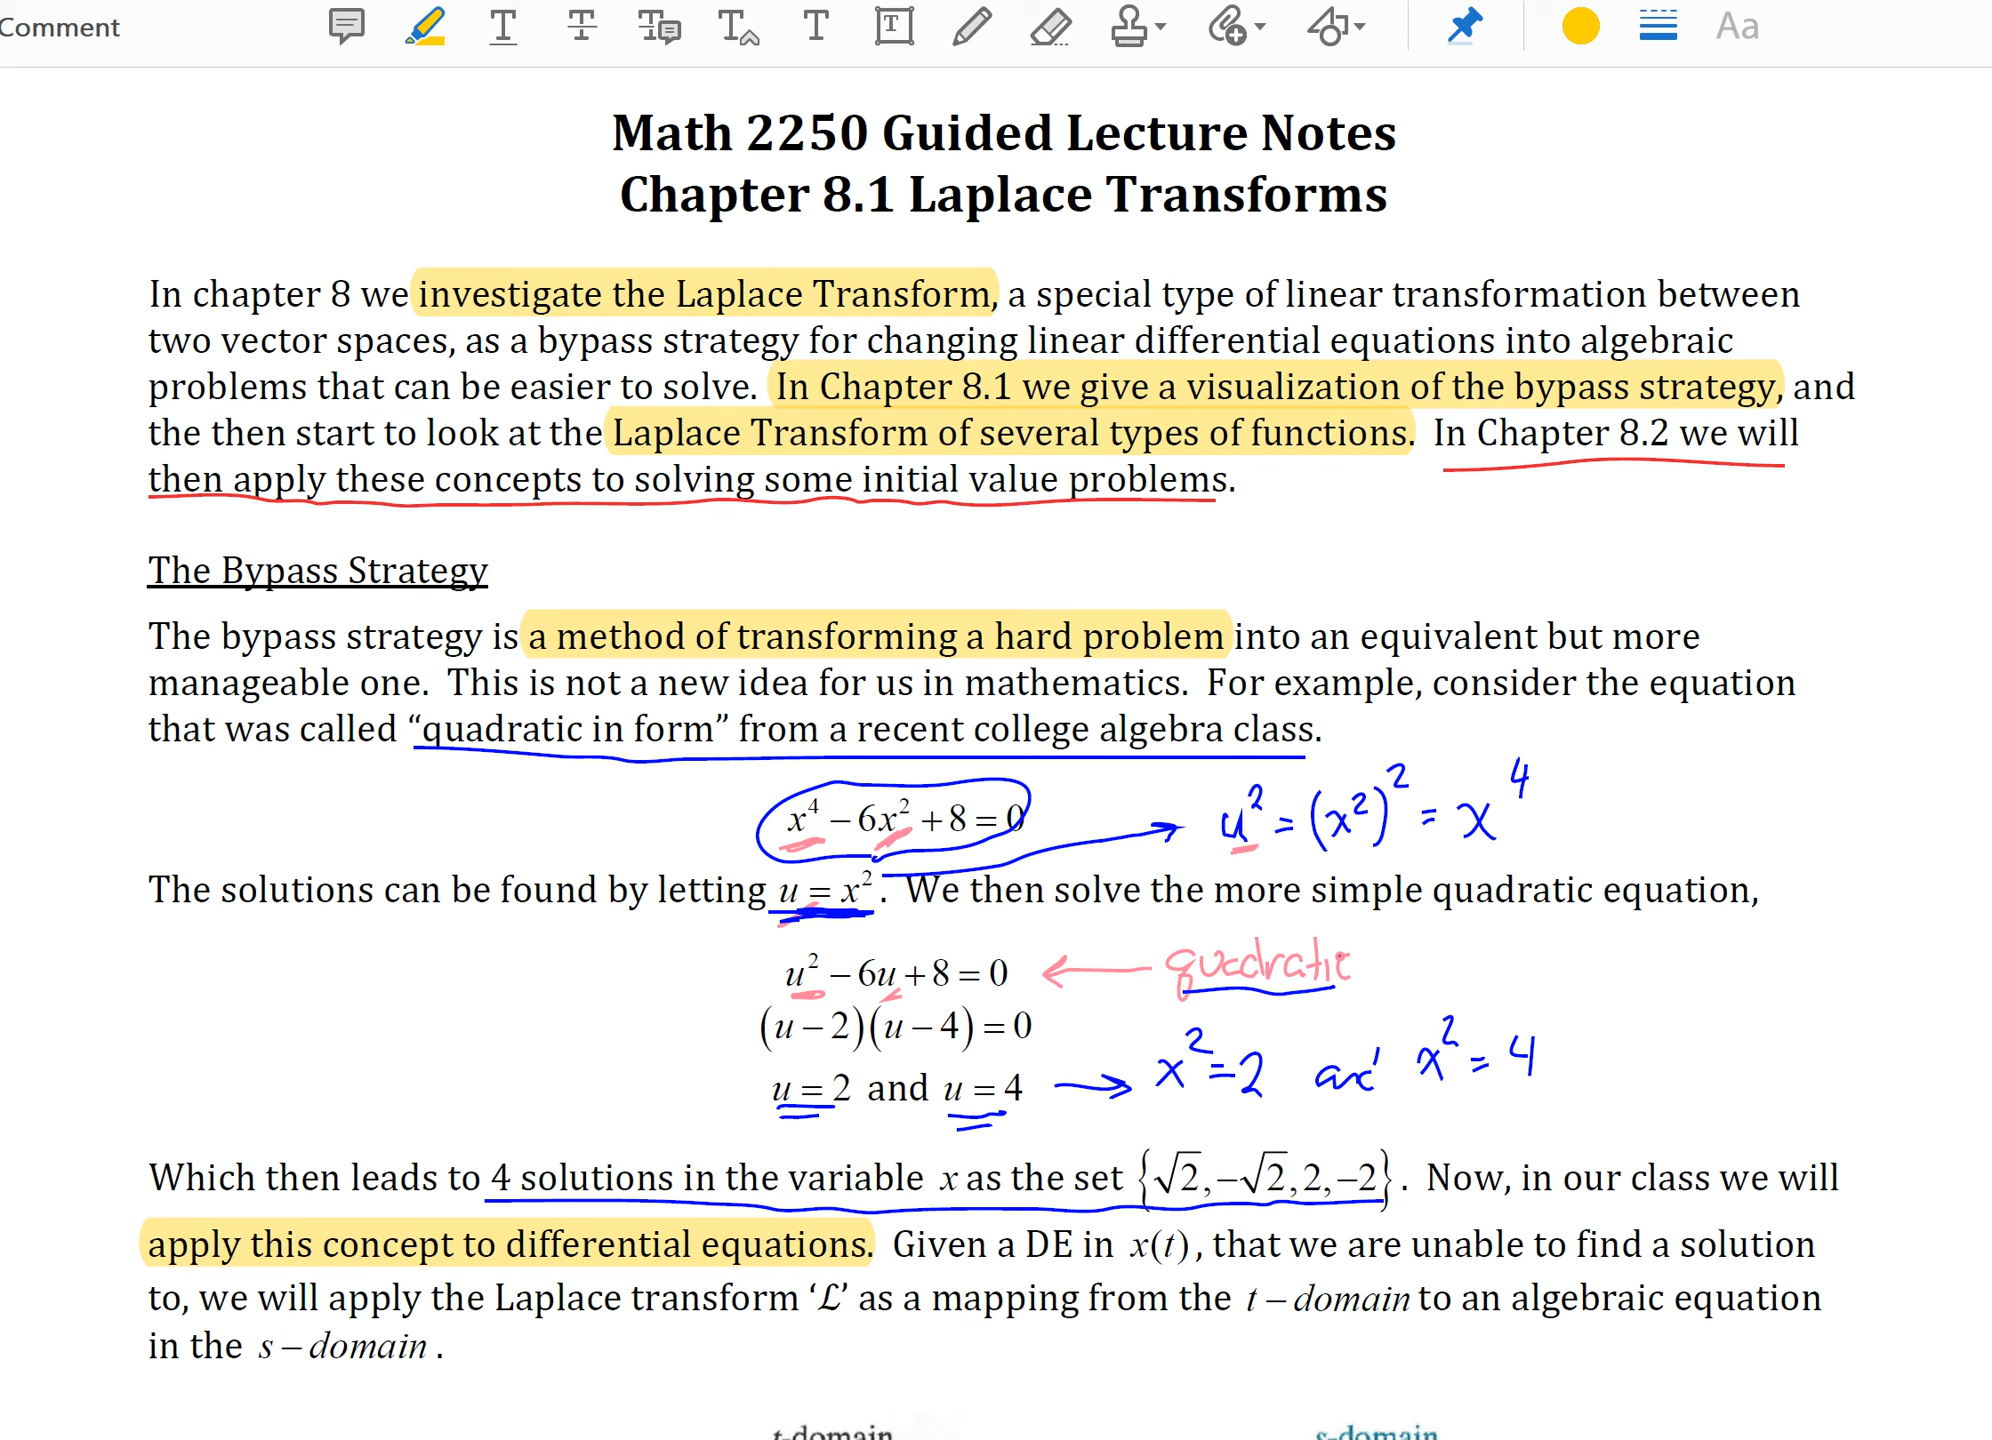 Comment
Aa
Math 2250 Guided Lecture Notes
Chapter 8.1 Laplace Transforms
In chapter 8 we investigate the Laplace Transform, a special type of linear transformation between
two vector spaces, as a bypass strategy for changing linear differential equations into algebraic
problems that can be easier to solve. In Chapter 8.1 we give a visualization of the bypass strategy, and
the then start to look at the Laplace Transform of several types of functions. In Chapter 8.2 we will
then apply these concepts to solving some initial value problems.
The Bypass Strategy
The bypass strategy is a method of transforming a hard problem into an equivalent but more
manageable one. This is not a new idea for us in mathematics. For example, consider the equation
that was called “quadratic in form” from a recent college algebra class.
x⁴ − 6x² + 8 = 0 → u² = (x²)² = x⁴
The solutions can be found by letting u = x². We then solve the more simple quadratic equation,
u² − 6u + 8 = 0 ← quadratic
(u − 2)(u − 4) = 0
u = 2 and u = 4 → x² = 2 and x² = 4
Which then leads to 4 solutions in the variable x as the set {√2, −√2, 2, −2}. Now, in our class we will
apply this concept to differential equations. Given a DE in x(t), that we are unable to find a solution
to, we will apply the Laplace transform ‘ℒ’ as a mapping from the t − domain to an algebraic equation
in the s − domain.
t-domain s-domain